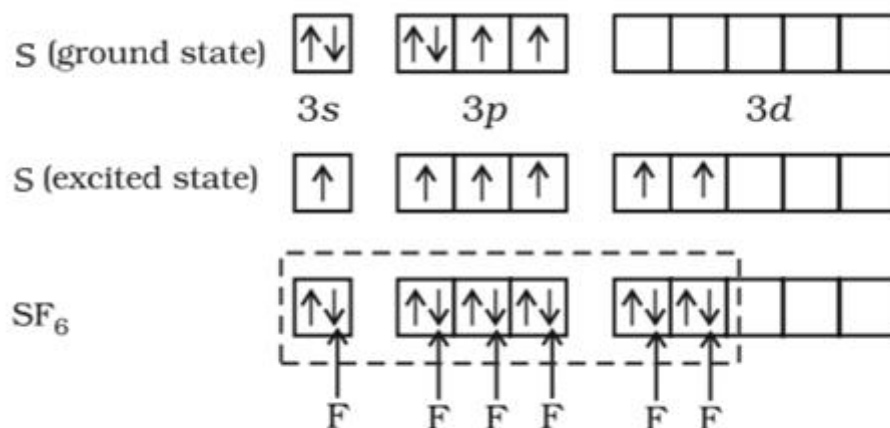 S (ground state)
3s 3p 3d
S (excited state)
SF₆
F F F F F F